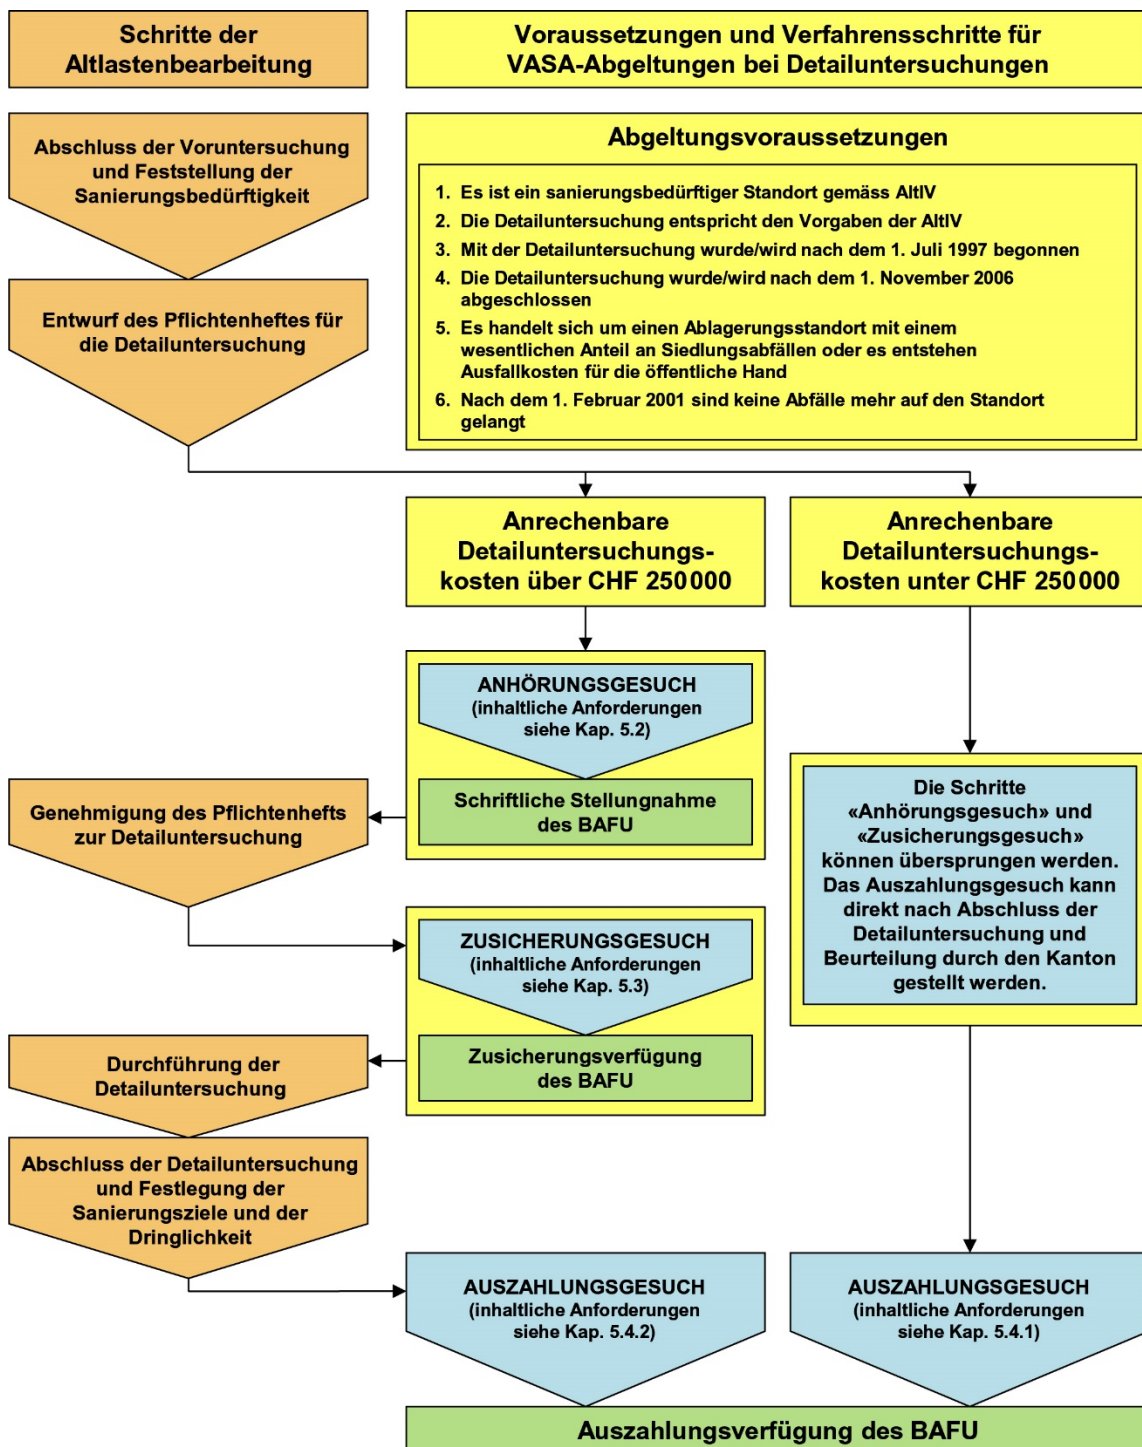 Schritte der
Altlastenbearbeitung
Voraussetzungen und Verfahrensschritte für
VASA-Abgeltungen bei Detailuntersuchungen
Abschluss der Voruntersuchung
und Feststellung der
Sanierungsbedürftigkeit
Abgeltungsvoraussetzungen
1. Es ist ein sanierungsbedürftiger Standort gemäss AltlV
2. Die Detailuntersuchung entspricht den Vorgaben der AltlV
3. Mit der Detailuntersuchung wurde/wird nach dem 1. Juli 1997 begonnen
4. Die Detailuntersuchung wurde/wird nach dem 1. November 2006
abgeschlossen
5. Es handelt sich um einen Ablagerungsstandort mit einem
wesentlichen Anteil an Siedlungsabfällen oder es entstehen
Ausfallkosten für die öffentliche Hand
6. Nach dem 1. Februar 2001 sind keine Abfälle mehr auf den Standort
gelangt
Entwurf des Pflichtenheftes für
die Detailuntersuchung
Anrechenbare
Detailuntersuchungs-
kosten über CHF 250 000
Anrechenbare
Detailuntersuchungs-
kosten unter CHF 250 000
ANHÖRUNGSGESUCH
(inhaltliche Anforderungen
siehe Kap. 5.2)
Schriftliche Stellungnahme
des BAFU
Genehmigung des Pflichtenhefts
zur Detailuntersuchung
Die Schritte
«Anhörungsgesuch» und
«Zusicherungsgesuch»
können übersprungen werden.
Das Auszahlungsgesuch kann
direkt nach Abschluss der
Detailuntersuchung und
Beurteilung durch den Kanton
gestellt werden.
ZUSICHERUNGSGESUCH
(inhaltliche Anforderungen
siehe Kap. 5.3)
Zusicherungsverfügung
des BAFU
Durchführung der
Detailuntersuchung
Abschluss der Detailuntersuchung
und Festlegung der
Sanierungsziele und der
Dringlichkeit
AUSZAHLUNGSGESUCH
(inhaltliche Anforderungen
siehe Kap. 5.4.2)
AUSZAHLUNGSGESUCH
(inhaltliche Anforderungen
siehe Kap. 5.4.1)
Auszahlungsverfügung des BAFU